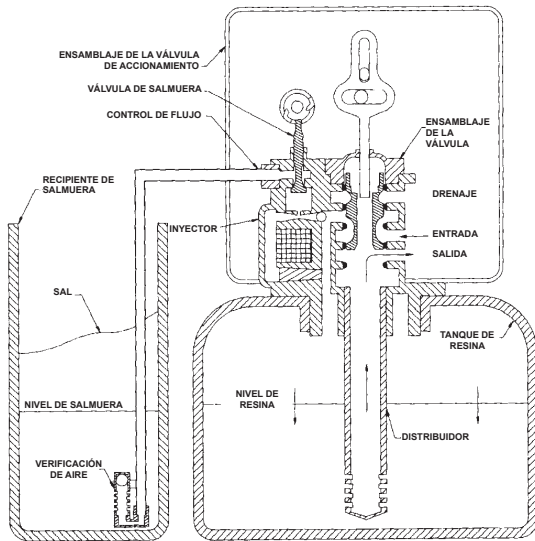 ENSAMBLAJE DE LA VÁLVULA
DE ACCIONAMIENTO
VÁLVULA DE SALMUERA
CONTROL DE FLUJO
RECIPIENTE DE
SALMUERA
ENSAMBLAJE
DE LA
VÁLVULA
DRENAJE
INYECTOR
ENTRADA
SALIDA
SAL
TANQUE DE
RESINA
NIVEL DE SALMUERA
NIVEL DE
RESINA
DISTRIBUIDOR
VERIFICACIÓN
DE AIRE